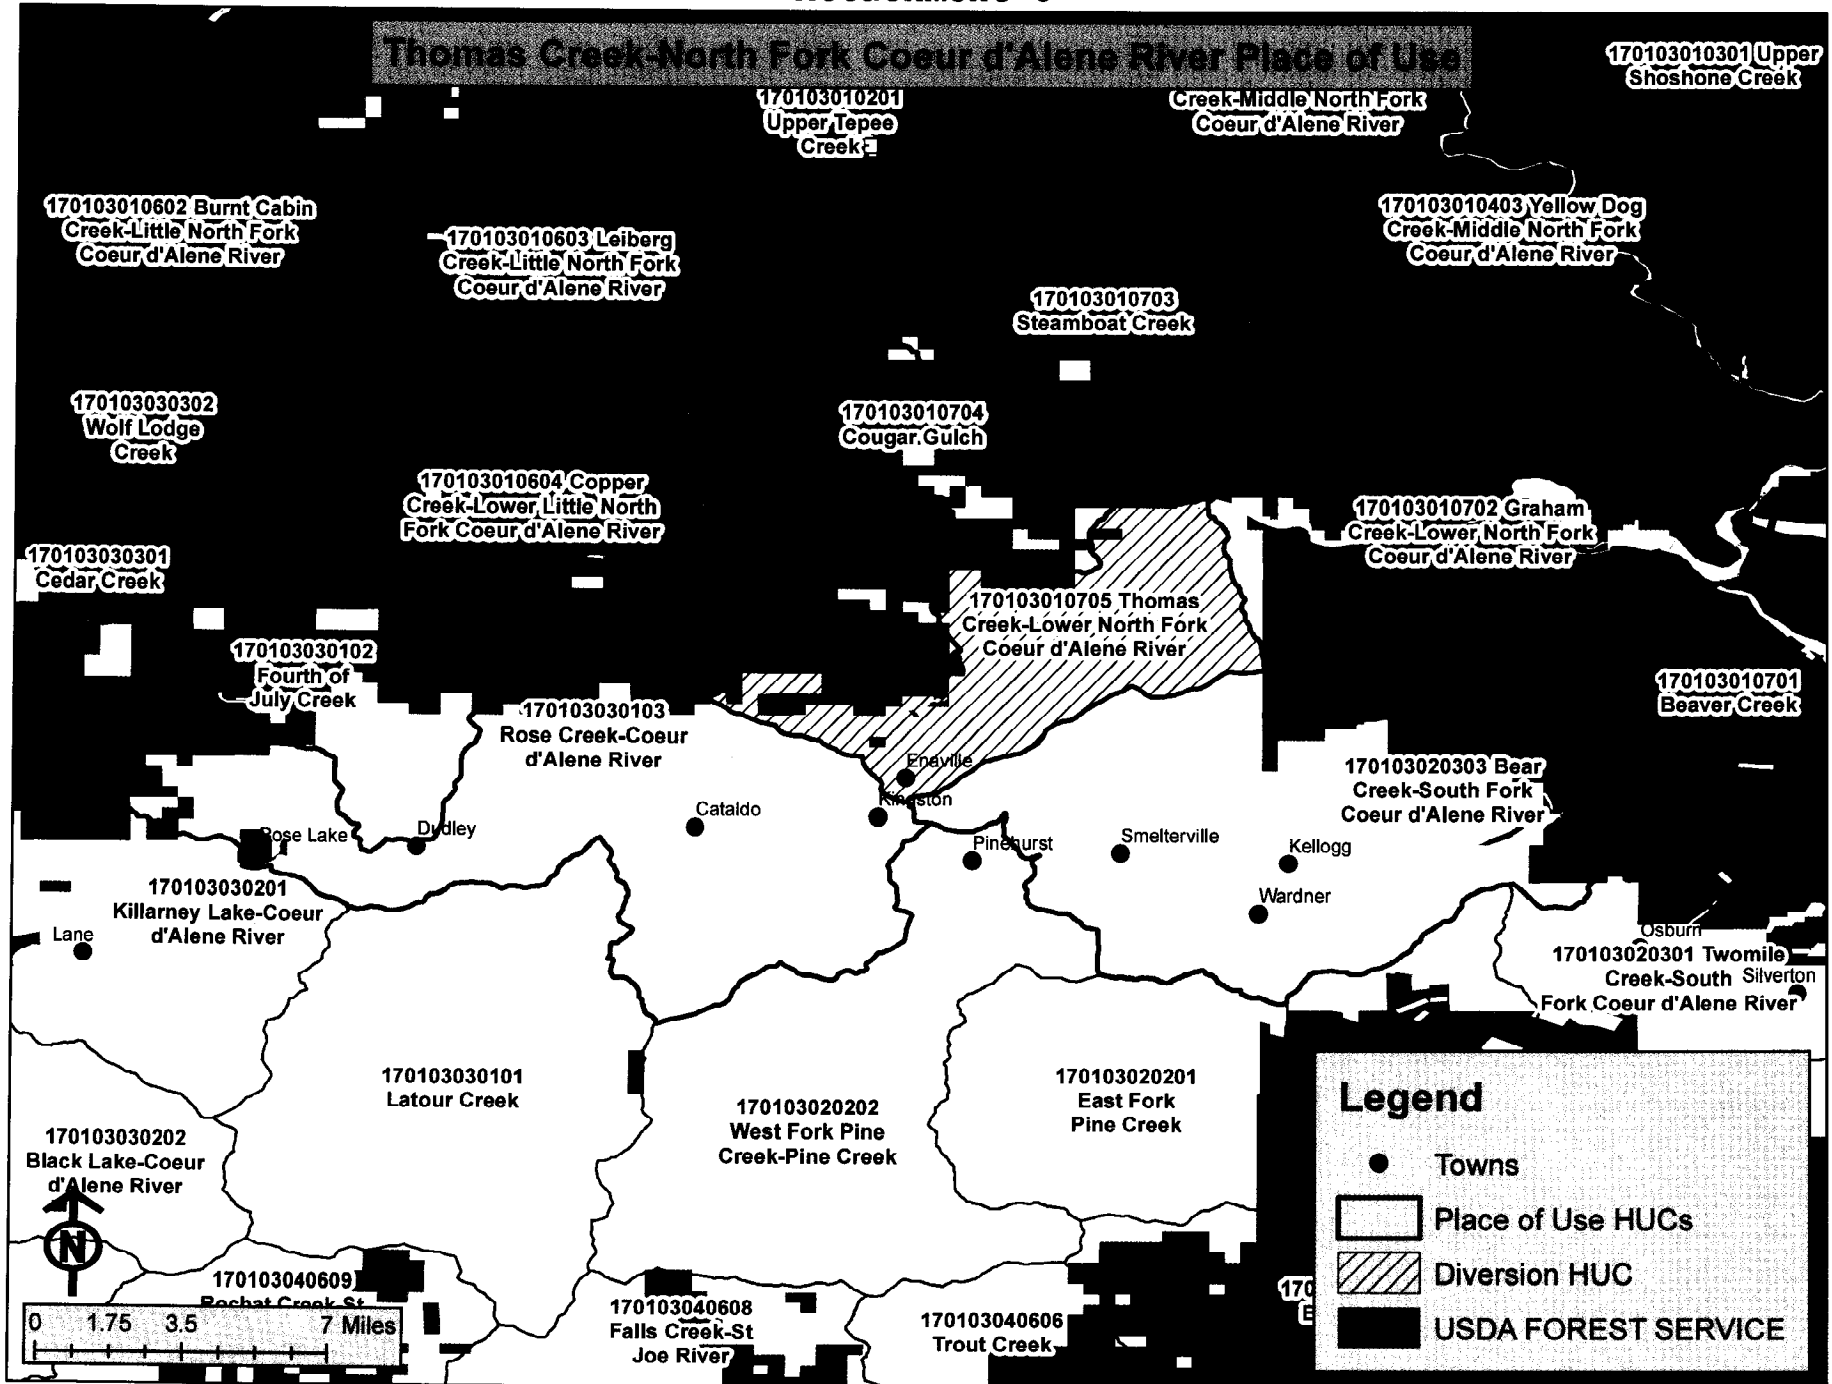 Thomas Creek-North Fork Coeur d'Alene River Place of Use
170103010301 Upper
Shoshone Creek
170103010201
Upper Tepee
Creek
Creek-Middle North Fork
Coeur d'Alene River
170103010602 Burnt Cabin
Creek-Little North Fork
Coeur d'Alene River
170103010603 Leiberg
Creek-Little North Fork
Coeur d'Alene River
170103010403 Yellow Dog
Creek-Middle North Fork
Coeur d'Alene River
170103010703
Steamboat Creek
170103030302
Wolf Lodge
Creek
170103010704
Cougar Gulch
170103010604 Copper
Creek-Lower Little North
Fork Coeur d'Alene River
170103010702 Graham
Creek-Lower North Fork
Coeur d'Alene River
170103030301
Cedar Creek
170103010705 Thomas
Creek-Lower North Fork
Coeur d'Alene River
170103030102
Fourth of
July Creek
170103010701
Beaver Creek
170103030103
Rose Creek-Coeur
d'Alene River
Enaville
170103020303 Bear
Creek-South Fork
Coeur d'Alene River
Kingston
Cataldo
Rose Lake
Dudley
Pinehurst
Smelterville
Kellogg
170103030201
Killarney Lake-Coeur
d'Alene River
Wardner
Lane
Osburn
170103020301 Twomile
Creek-South
Fork Coeur d'Alene River
Silverton
170103030101
Latour Creek
170103020202
West Fork Pine
Creek-Pine Creek
170103020201
East Fork
Pine Creek
170103030202
Black Lake-Coeur
d'Alene River
N
170103040609
Rochat Creek-St
170103040608
Falls Creek-St
Joe River
170103040606
Trout Creek
170
E
0 1.75 3.5 7 Miles
Legend
Towns
Place of Use HUCs
Diversion HUC
USDA FOREST SERVICE